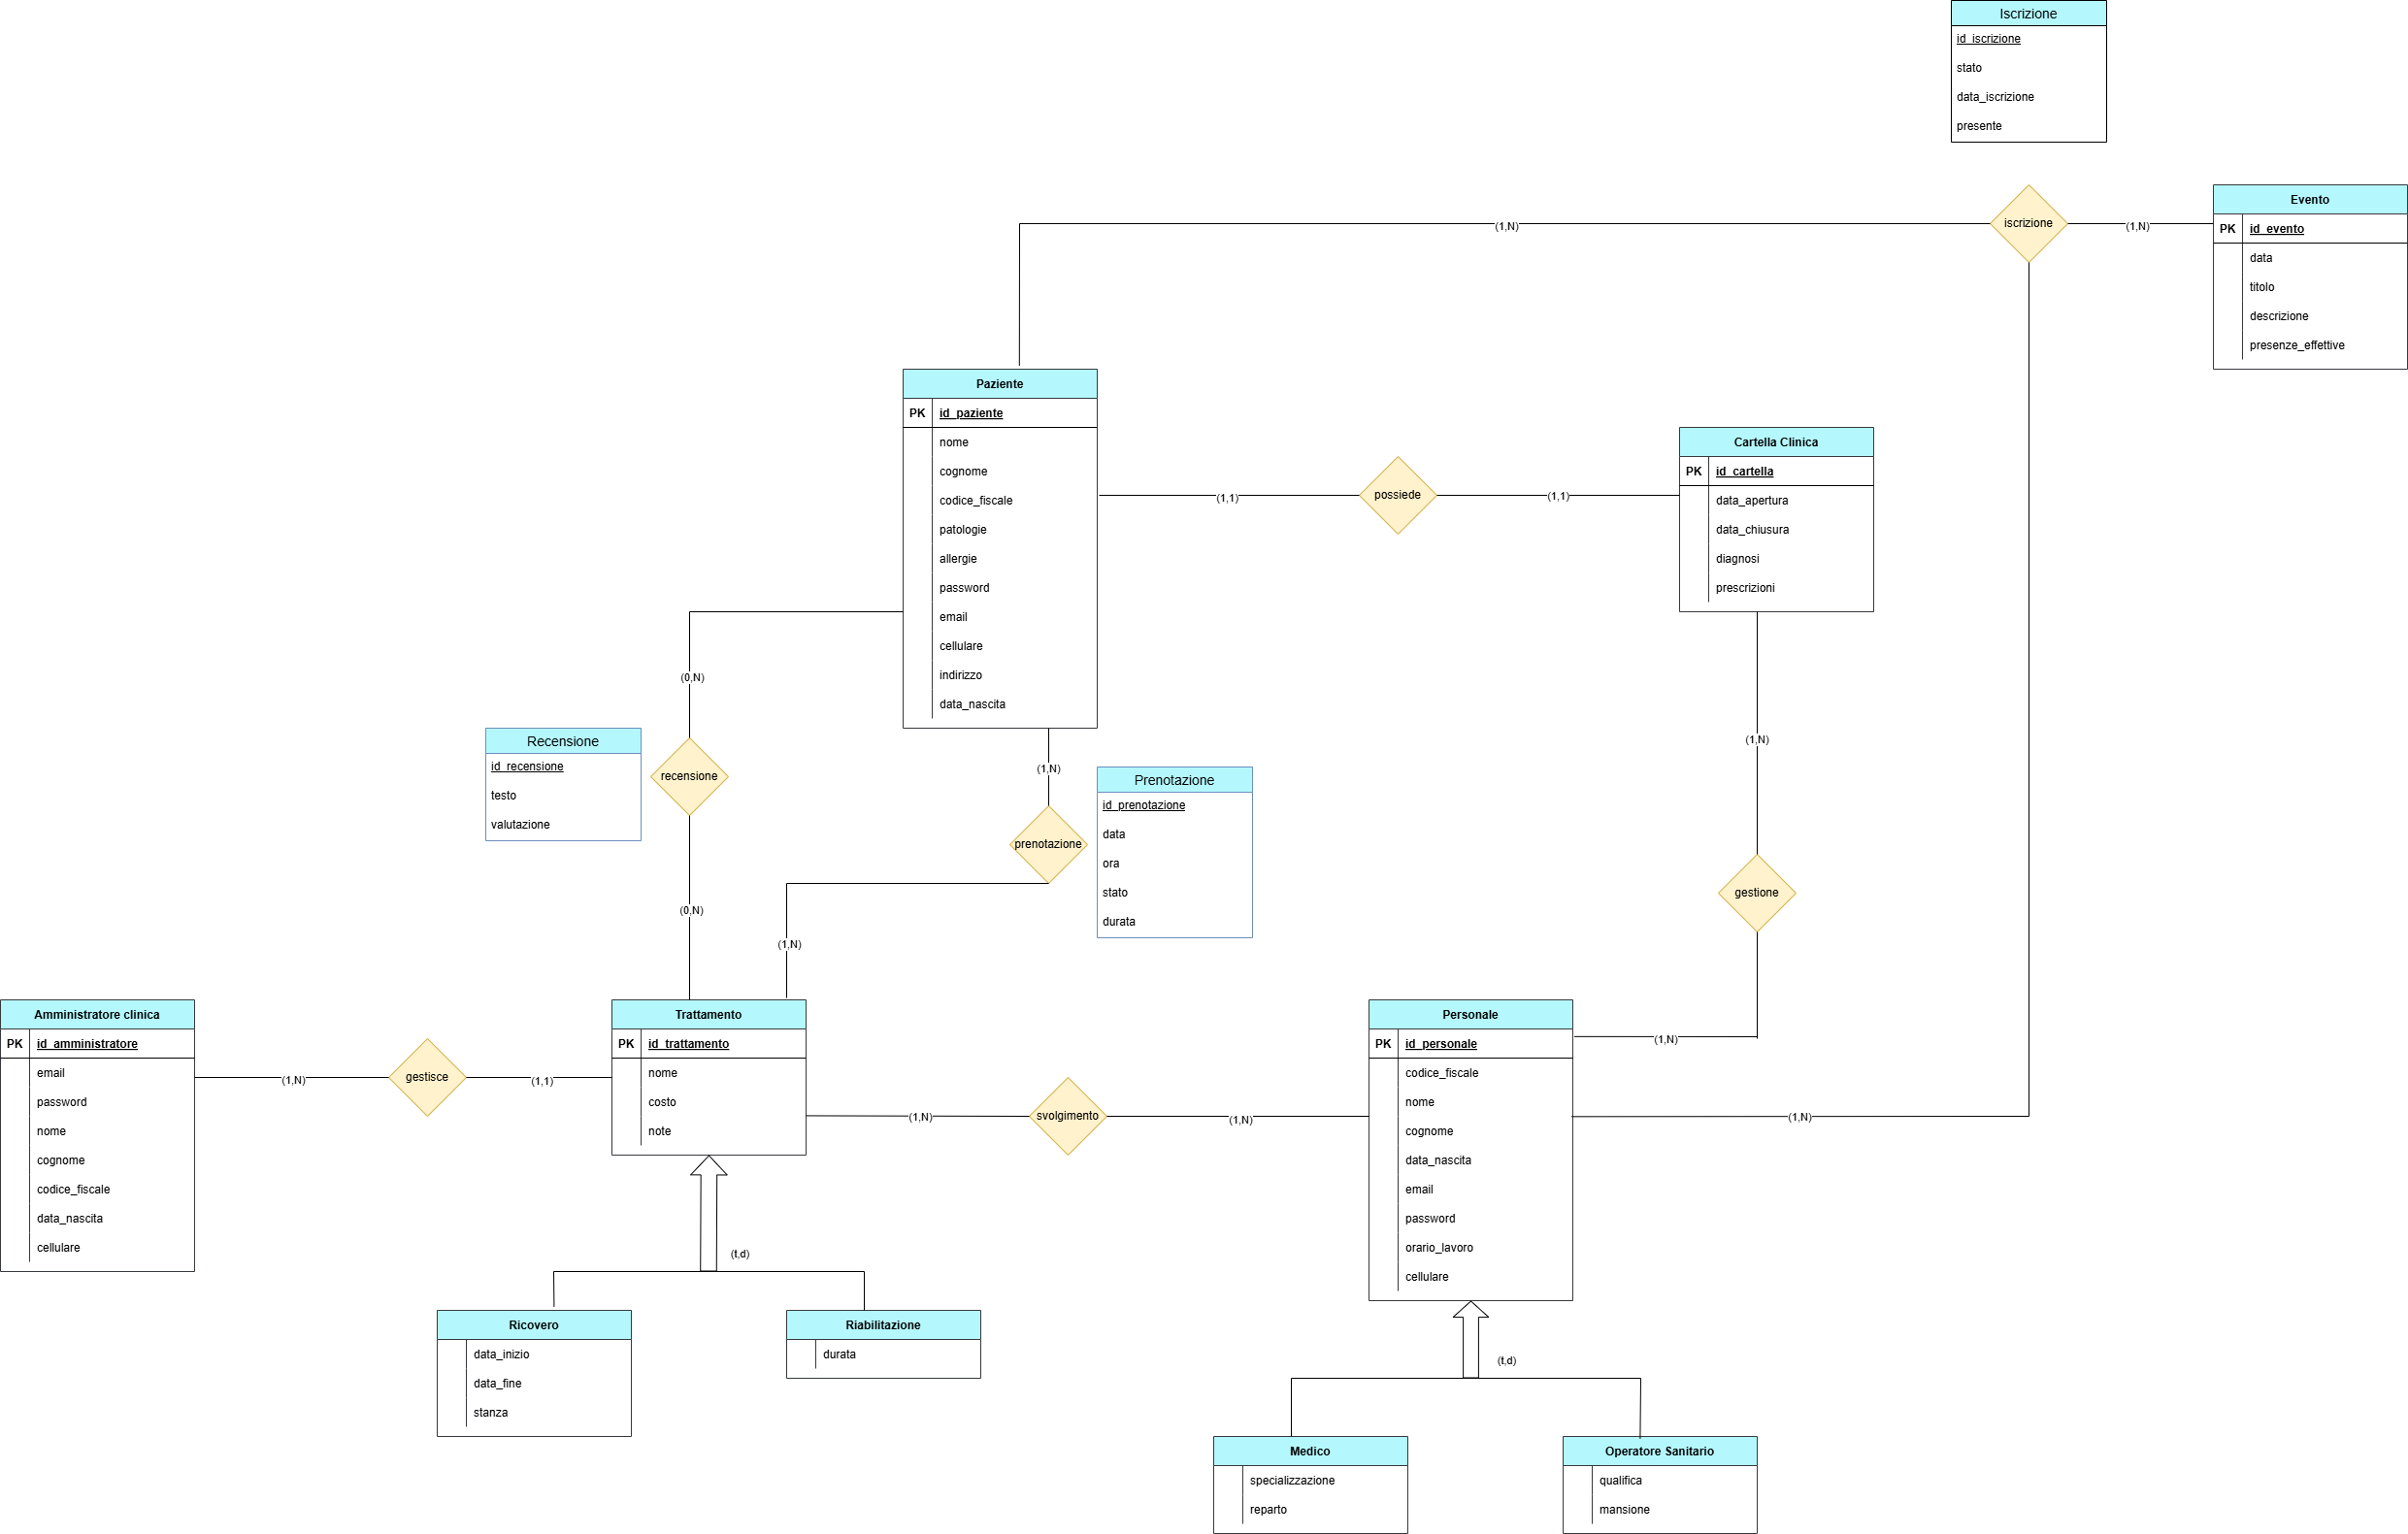 Iscrizione
id_iscrizione
stato
data_iscrizione
presente
iscrizione
(1,N)
(1,N)
Evento
PK id_evento
data
titolo
descrizione
presenze_effettive
Paziente
PK id_paziente
nome
cognome
codice_fiscale
patologie
allergie
password
email
cellulare
indirizzo
data_nascita
(1,1)
possiede
(1,1)
Cartella Clinica
PK id_cartella
data_apertura
data_chiusura
diagnosi
prescrizioni
(0,N)
Recensione
id_recensione
testo
valutazione
recensione
(0,N)
(1,N)
prenotazione
Prenotazione
id_prenotazione
data
ora
stato
durata
(1,N)
(1,N)
gestione
(1,N)
Amministratore clinica
PK id_amministratore
email
password
nome
cognome
codice_fiscale
data_nascita
cellulare
(1,N)
gestisce
(1,1)
Trattamento
PK id_trattamento
nome
costo
note
(1,N)
svolgimento
(1,N)
Personale
PK id_personale
codice_fiscale
nome
cognome
data_nascita
email
password
orario_lavoro
cellulare
(1,N)
(t,d)
Ricovero
data_inizio
data_fine
stanza
Riabilitazione
durata
(t,d)
Medico
specializzazione
reparto
Operatore Sanitario
qualifica
mansione